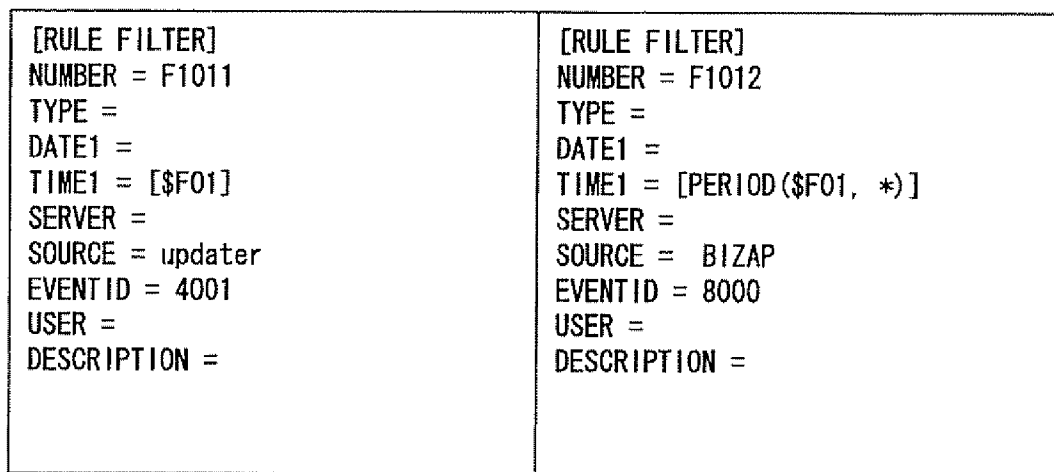 [RULE FILTER]
NUMBER = F1011
TYPE =
DATE1 =
TIME1 = [$F01]
SERVER =
SOURCE = updater
EVENTID = 4001
USER =
DESCRIPTION =
[RULE FILTER]
NUMBER = F1012
TYPE =
DATE1 =
TIME1 = [PERIOD($F01, *)]
SERVER =
SOURCE = BIZAP
EVENTID = 8000
USER =
DESCRIPTION =